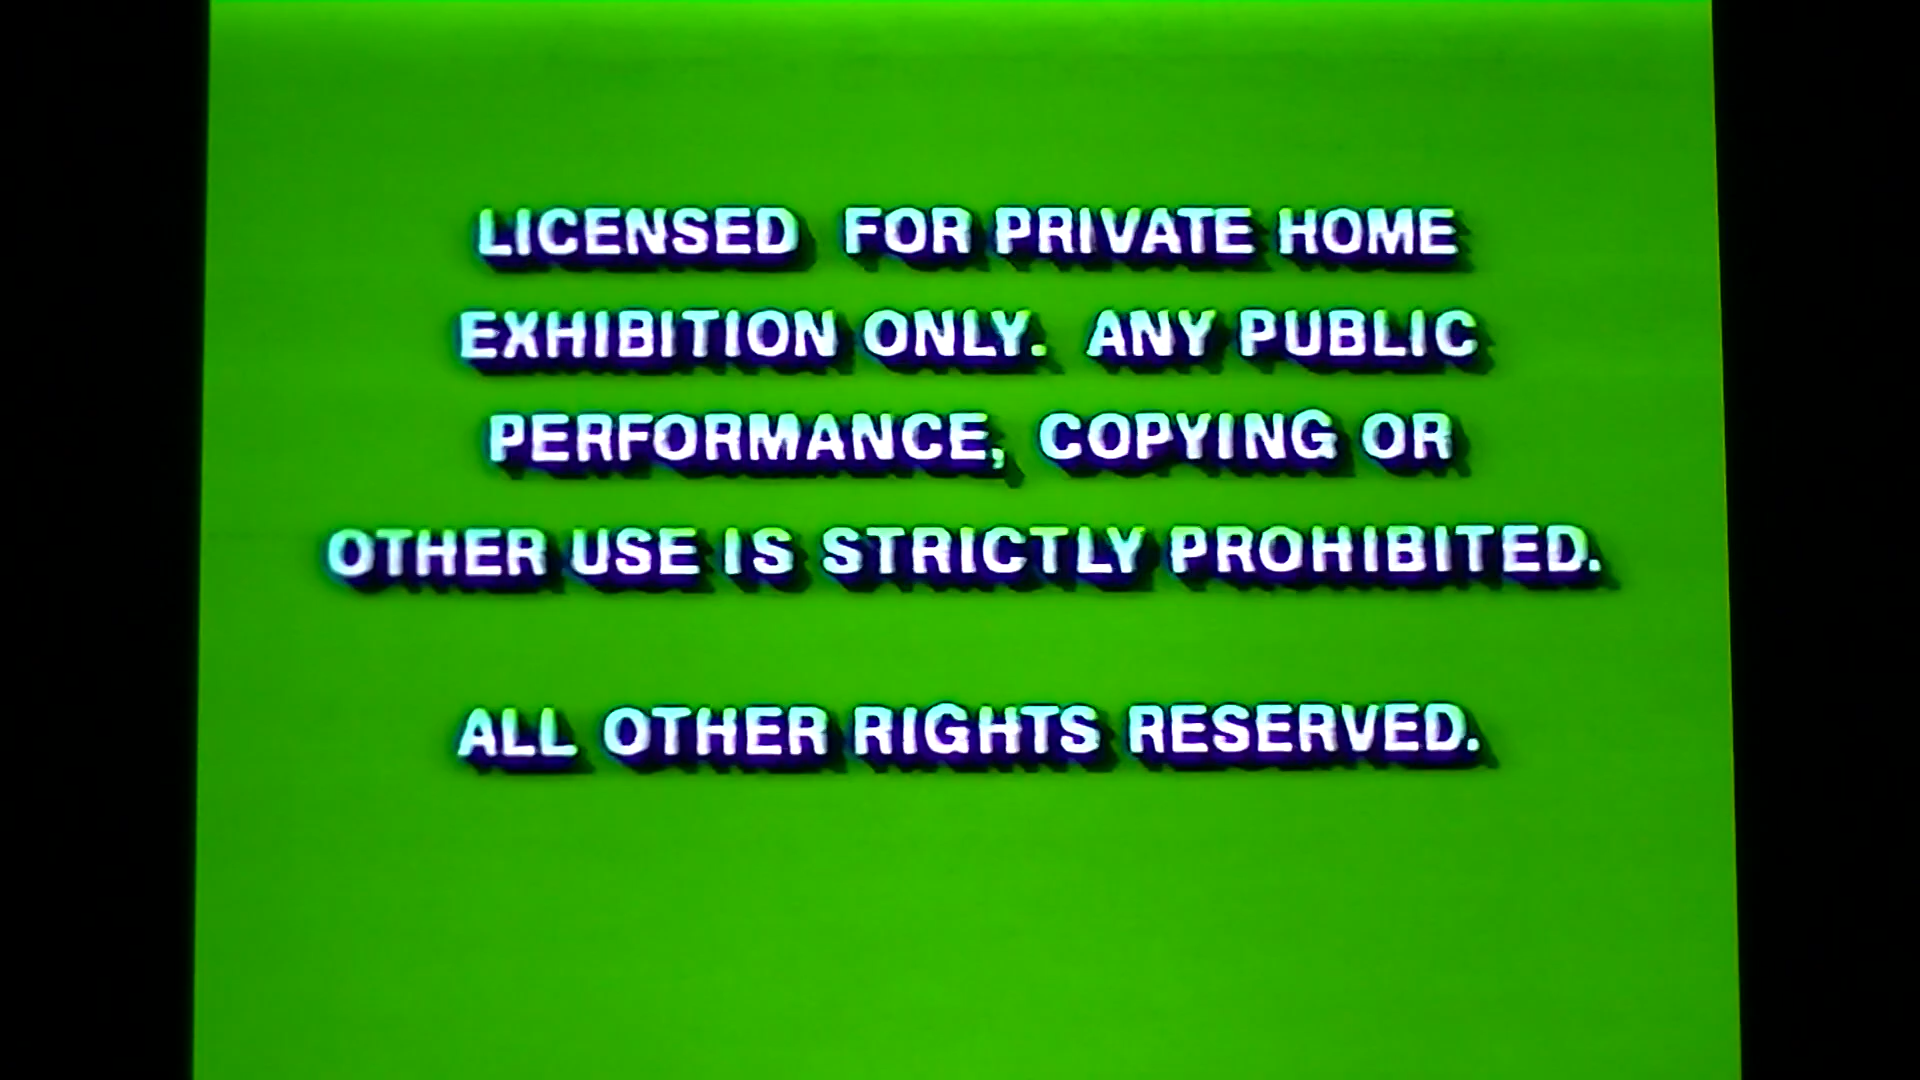 LICENSED FOR PRIVATE HOME
EXHIBITION ONLY. ANY PUBLIC
PERFORMANCE, COPYING OR
OTHER USE IS STRICTLY PROHIBITED.
ALL OTHER RIGHTS RESERVED.